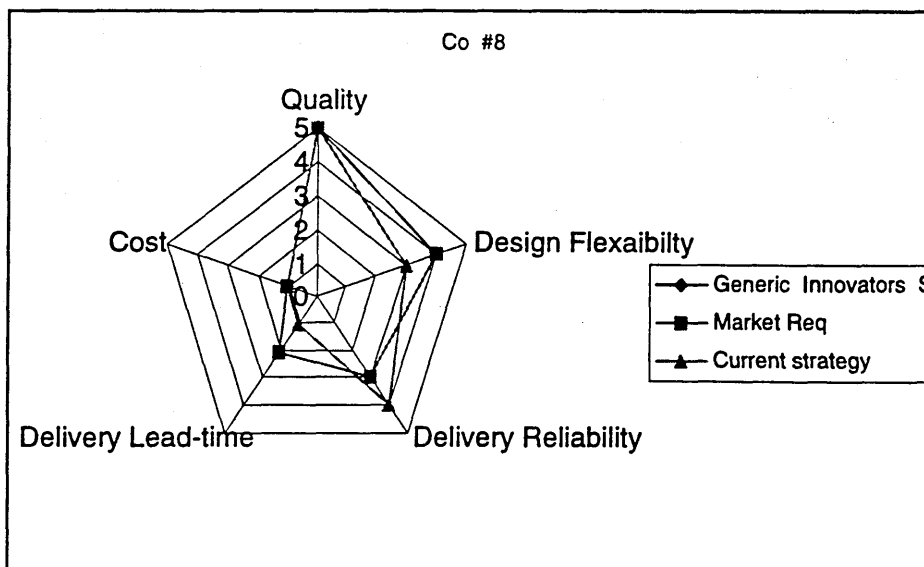 Co #8
Quality
5
4
3
2
1
0
Cost
Design Flexaibilty
Generic Innovators S
Market Req
Current strategy
Delivery Lead-time
Delivery Reliability